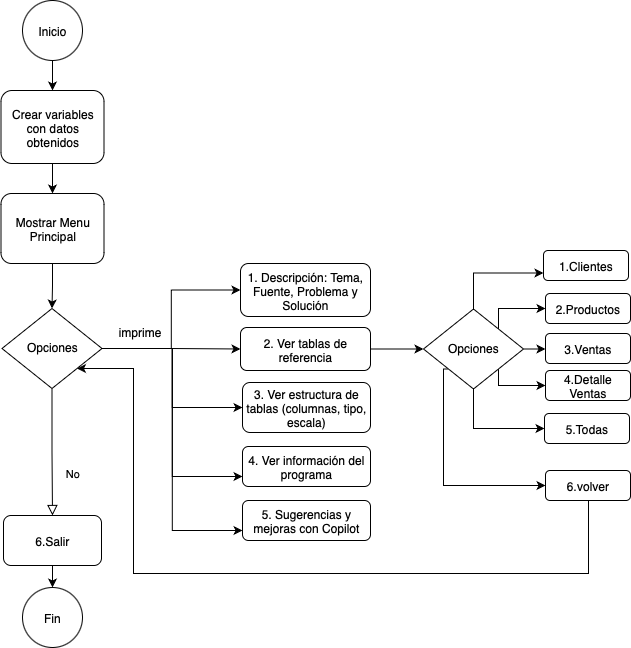 Inicio
Crear variables
con datos
obtenidos
Mostrar Menu
Principal
Opciones
imprime
No
6.Salir
Fin
1. Descripción: Tema,
Fuente, Problema y
Solución
2. Ver tablas de
referencia
3. Ver estructura de
tablas (columnas, tipo,
escala)
4. Ver información del
programa
5. Sugerencias y
mejoras con Copilot
Opciones
1.Clientes
2.Productos
3.Ventas
4.Detalle
Ventas
5.Todas
6.volver